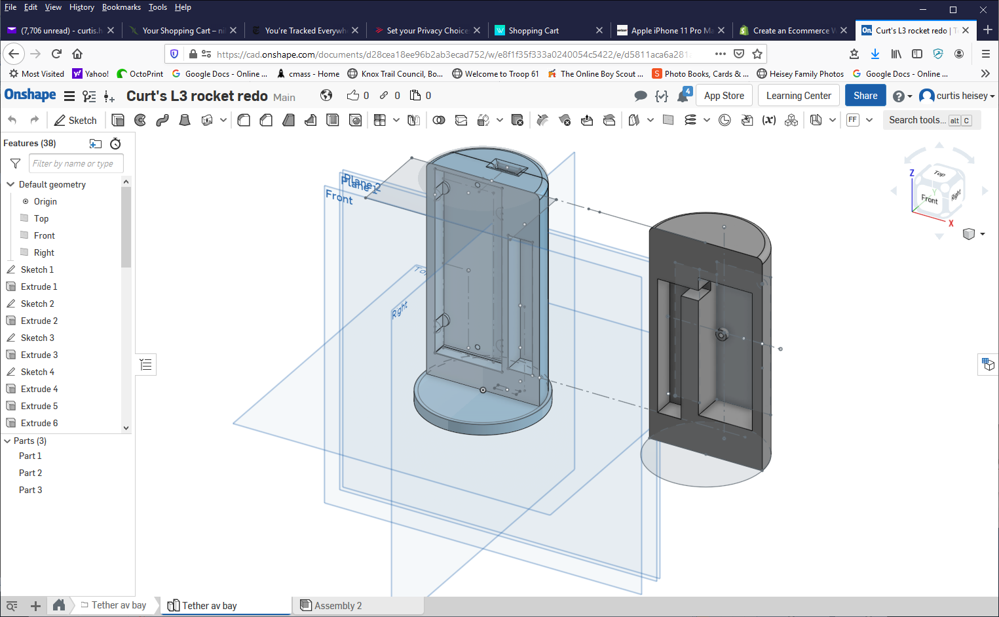 File Edit View History Bookmarks Tools Help
(7,706 unread) - curtis.h
Your Shopping Cart – ni
You're Tracked Everywh
Set your Privacy Choice
Shopping Cart
Apple iPhone 11 Pro Ma
Create an Ecommerce W
On. Curt's L3 rocket redo | T
https://cad.onshape.com/documents/d28cea18ee96b2ab3ecad752/w/e8f1f35f333a0240054c5422/e/d5811aca6a281
Most Visited Yahoo! OctoPrint Google Docs - Online ... cmass - Home Knox Trail Council, Bo... Welcome to Troop 61 The Online Boy Scout ... Photo Books, Cards & ... Heisey Family Photos Google Docs - Online ...
Onshape Curt's L3 rocket redo Main 0 0 0 4 App Store Learning Center Share curtis heisey
Sketch (x) FF Search tools... alt C
Features (38)
Filter by name or type
Default geometry
Origin
Top
Front
Right
Sketch 1
Extrude 1
Sketch 2
Extrude 2
Sketch 3
Extrude 3
Sketch 4
Extrude 4
Extrude 5
Extrude 6
Parts (3)
Part 1
Part 2
Part 3
Plane 2
Plane 1
Front
Top
Right
Z
Top
Front
Right
Y
X
Tether av bay
Tether av bay
Assembly 2